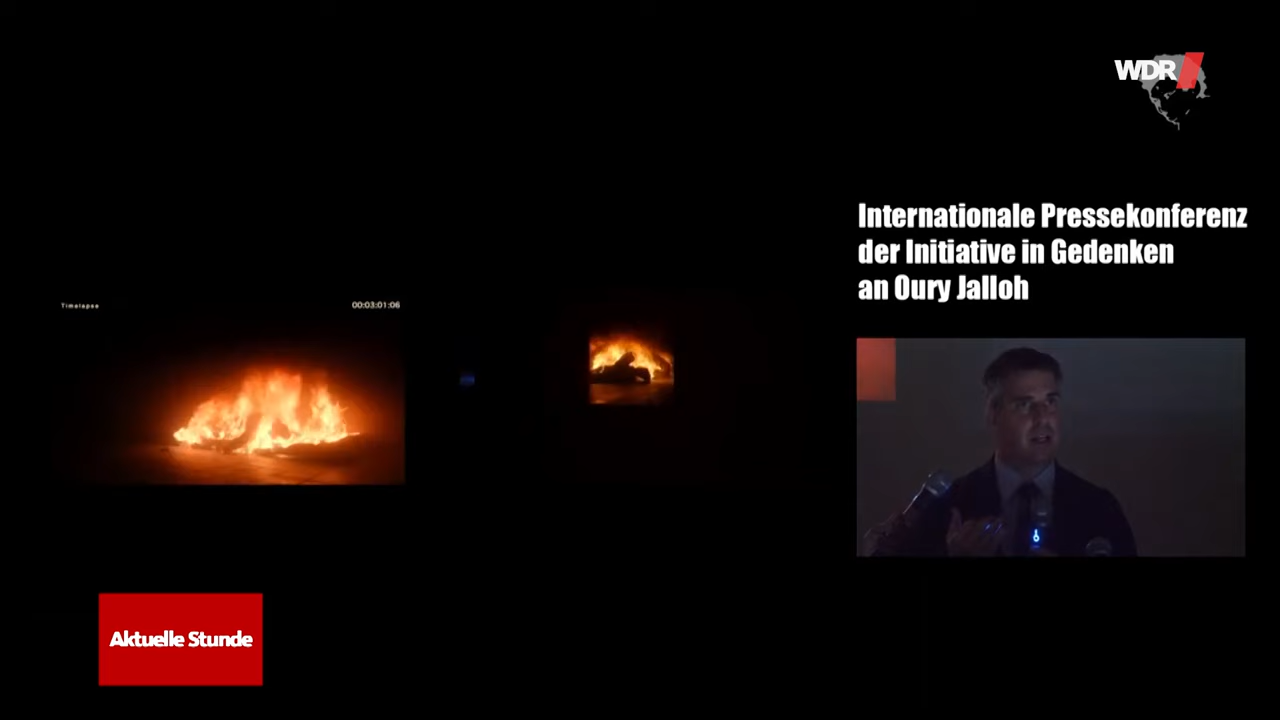 WDR
Internationale Pressekonferenz
der Initiative in Gedenken
an Oury Jalloh
Timelapse
00:03:01:06
Aktuelle Stunde